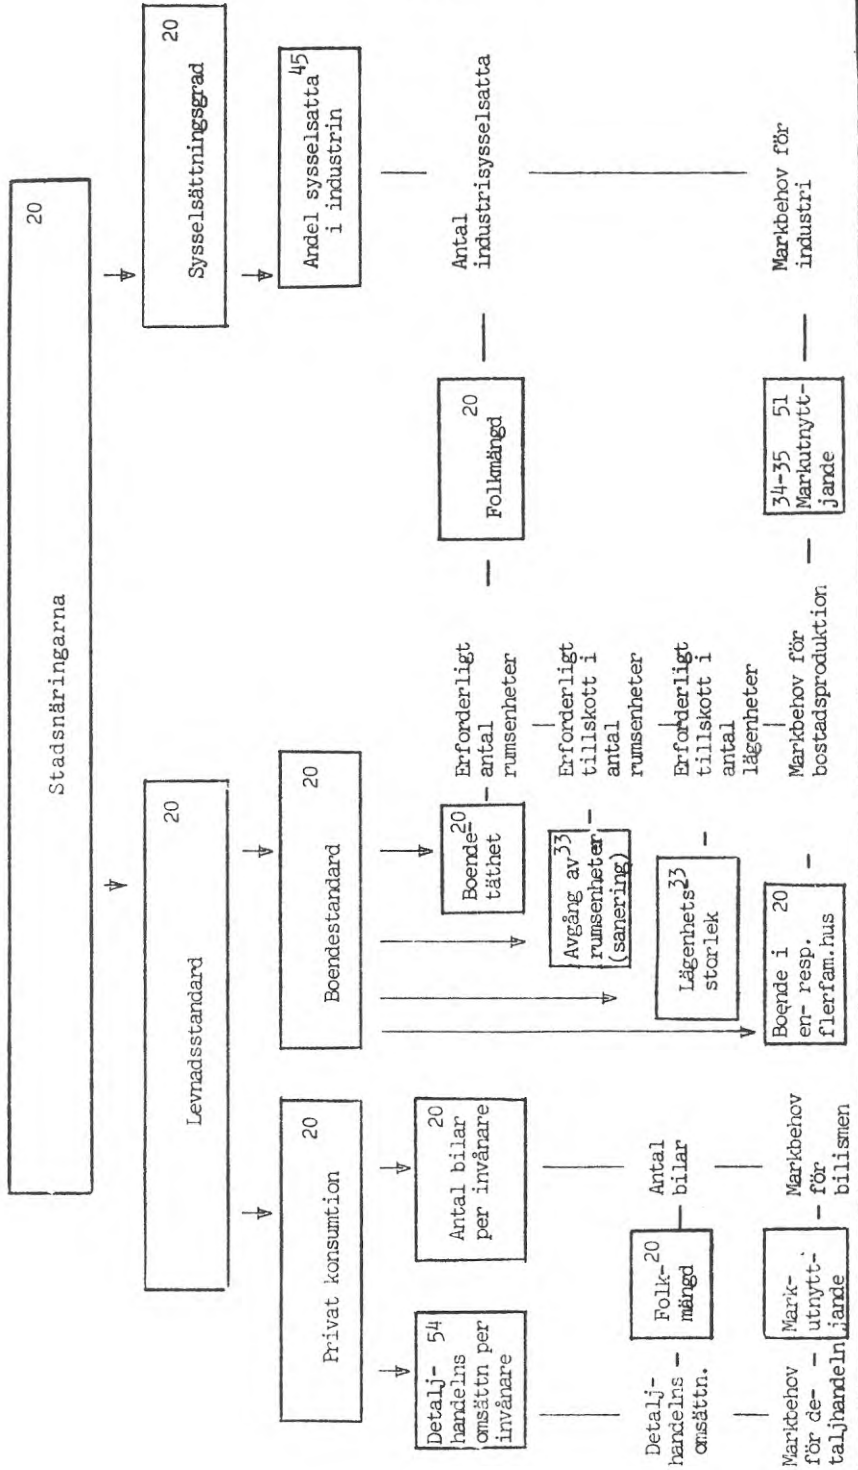 20
Stadsnäringarna
20
Levnadsstandard
20
Sysselsättningsgrad
20
Privat konsumtion
20
Boendestandard
Andel sysselsatta 45
i industrin
Detalj- 54
handelns
omsättn per
invånare
20
Antal bilar
per invånare
20
Boende-
täthet
Erforderligt
antal
rumsenheter
20
Folkmängd
Antal
industrisysselsatta
Avgång av 33
rumsenheter
(sanering)
Erforderligt
tillskott i
antal
rumsenheter
Detalj-
handelns
omsättn.
Folk- 20
mängd
Antal
bilar
Lägenhets- 33
storlek
Erforderligt
tillskott i
antal
lägenheter
Markbehov
för de-
taljhandeln
Mark-
utnytt-
jande
Markbehov
för
bilismen
Boende i 20
en- resp.
flerfam.hus
Markbehov för
bostadsproduktion
34-35 51
Markutnytt-
jande
Markbehov för
industri